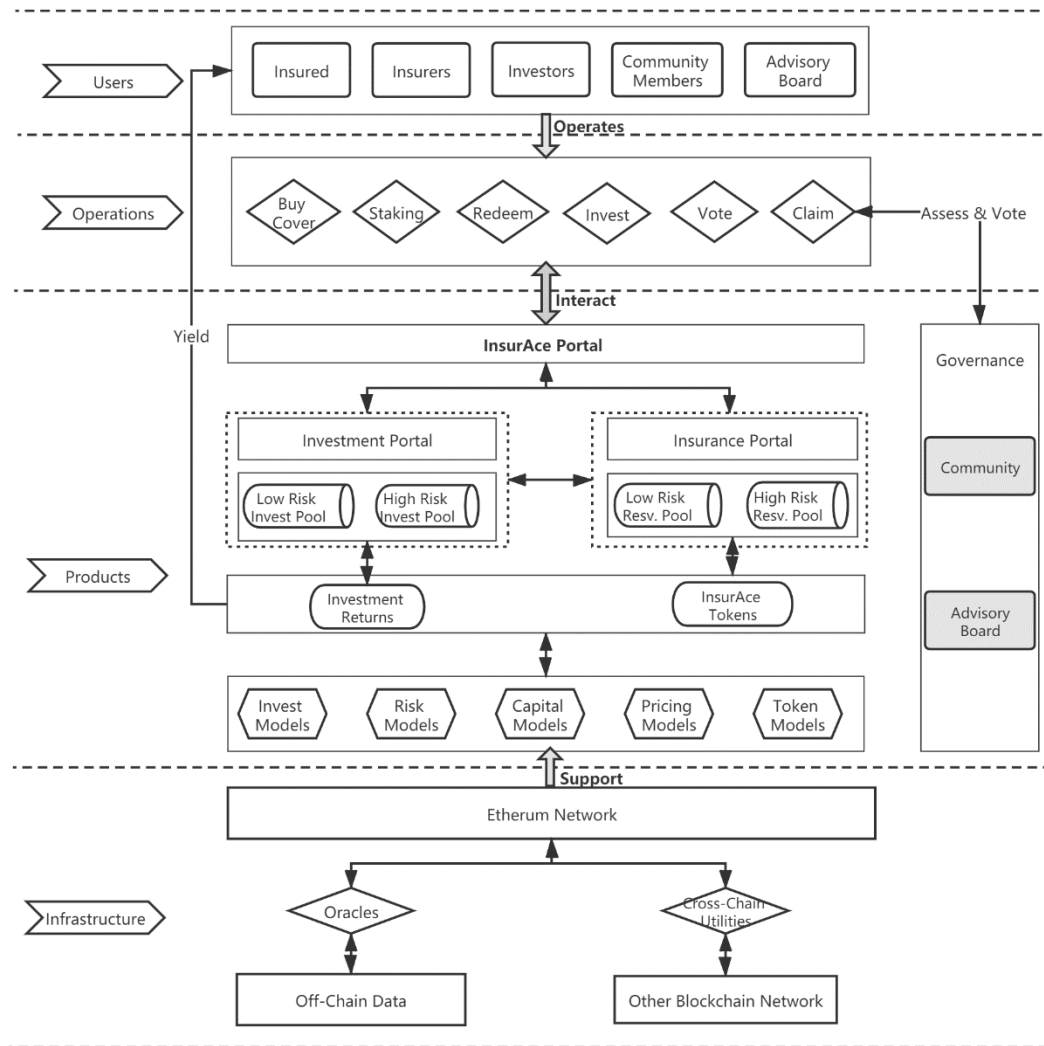 Users
Insured
Insurers
Investors
Community
Members
Advisory
Board
Operates
Operations
Buy
Cover
Staking
Redeem
Invest
Vote
Claim
Assess & Vote
Interact
Yield
InsurAce Portal
Governance
Investment Portal
Insurance Portal
Low Risk
Invest Pool
High Risk
Invest Pool
Low Risk
Resv. Pool
High Risk
Resv. Pool
Community
Products
Investment
Returns
InsurAce
Tokens
Advisory
Board
Invest
Models
Risk
Models
Capital
Models
Pricing
Models
Token
Models
Support
Etherum Network
Infrastructure
Oracles
Cross-Chain
Utilities
Off-Chain Data
Other Blockchain Network